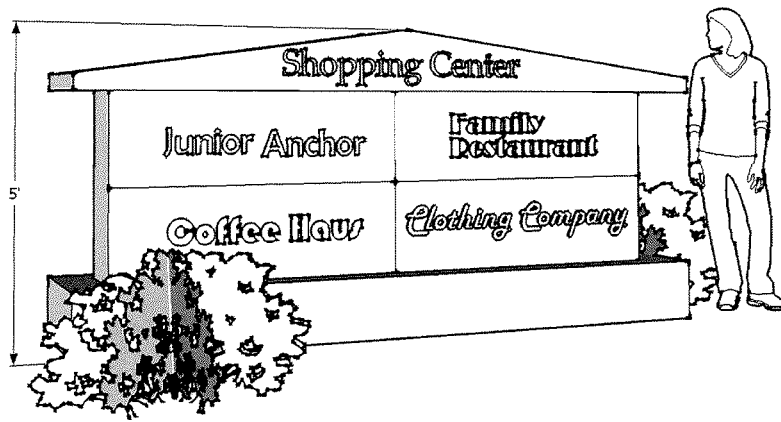 Shopping Center
Junior Anchor
Family
Restaurant
Coffee Haus
Clothing Company
5'